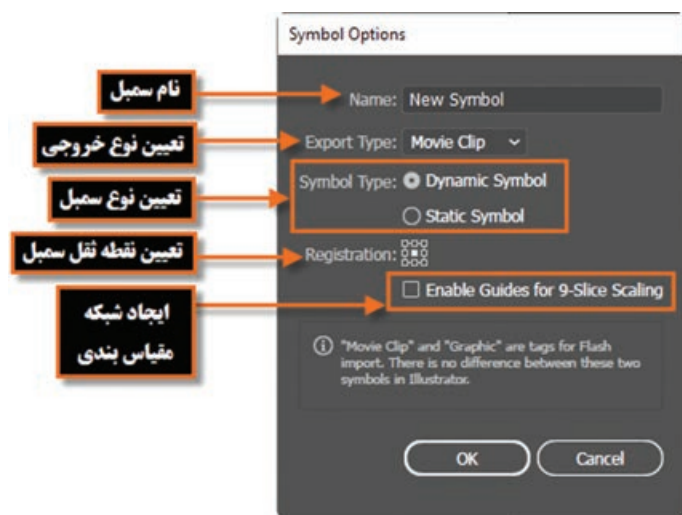 Symbol Options
نام سمبل
Name: New Symbol
تعیین نوع خروجی
Export Type: Movie Clip
تعیین نوع سمبل
Symbol Type: Dynamic Symbol
Static Symbol
تعیین نقطه ثقل سمبل
Registration:
ایجاد شبکه
مقیاس بندی
Enable Guides for 9-Slice Scaling
"Movie Clip" and "Graphic" are tags for Flash
import. There is no difference between these two
symbols in Illustrator.
OK
Cancel